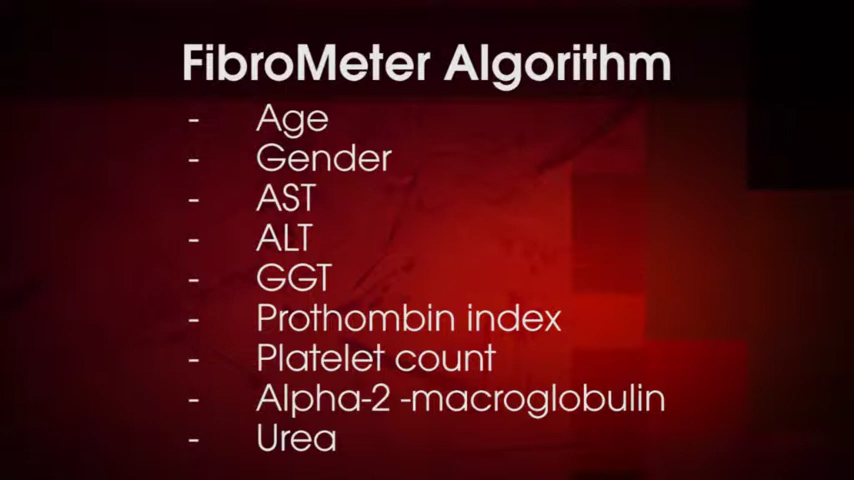 FibroMeter Algorithm
- Age
- Gender
- AST
- ALT
- GGT
- Prothombin index
- Platelet count
- Alpha-2 -macroglobulin
- Urea